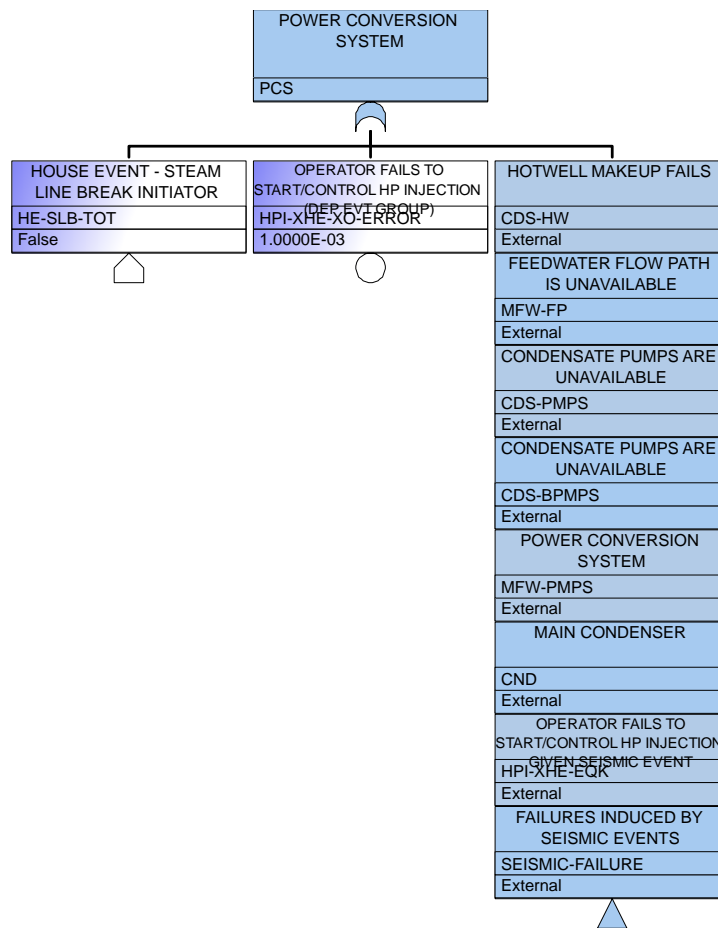 POWER CONVERSION
SYSTEM
PCS
HOUSE EVENT - STEAM
LINE BREAK INITIATOR
HE-SLB-TOT
False
OPERATOR FAILS TO
START/CONTROL HP INJECTION
(DEP EVT GROUP)
HPI-XHE-XO-ERROR
1.0000E-03
HOTWELL MAKEUP FAILS
CDS-HW
External
FEEDWATER FLOW PATH
IS UNAVAILABLE
MFW-FP
External
CONDENSATE PUMPS ARE
UNAVAILABLE
CDS-PMPS
External
CONDENSATE PUMPS ARE
UNAVAILABLE
CDS-BPMPS
External
POWER CONVERSION
SYSTEM
MFW-PMPS
External
MAIN CONDENSER
CND
External
OPERATOR FAILS TO
START/CONTROL HP INJECTION
GIVEN SEISMIC EVENT
HPI-XHE-EQK
External
FAILURES INDUCED BY
SEISMIC EVENTS
SEISMIC-FAILURE
External